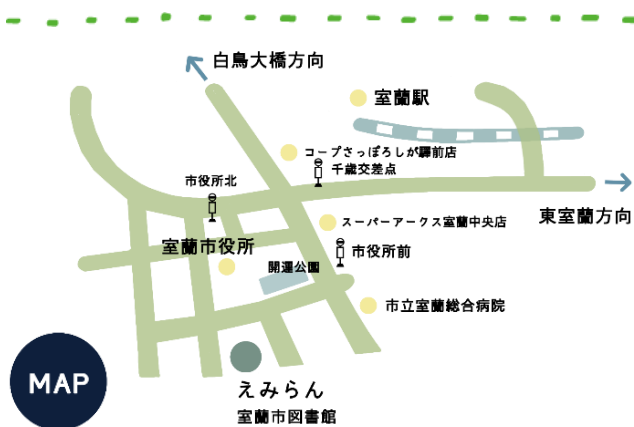 白鳥大橋方向
室蘭駅
コープさっぽろしが驛前店
千歳交差点
市役所北
東室蘭方向
スーパーアークス室蘭中央店
室蘭市役所
市役所前
開運公園
市立室蘭総合病院
MAP
えみらん
室蘭市図書館